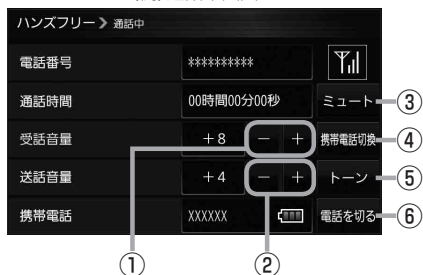 ハンズフリー 通話中
電話番号 **********
通話時間 00時間00分00秒 ミュート ③
受話音量 +8 − + 携帯電話切換 ④
送話音量 +4 − + トーン ⑤
携帯電話 XXXXXX 電話を切る ⑥
① ②